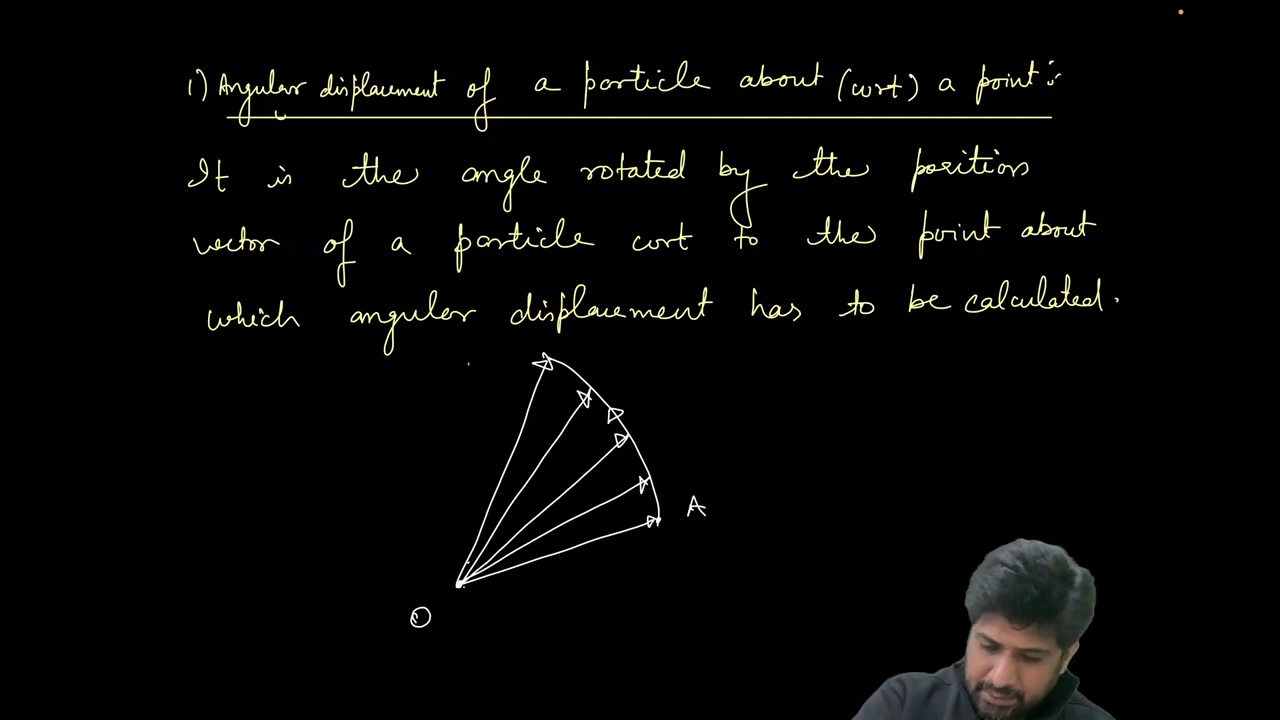 1) Angular displacement of a particle about (wrt) a point :-
It is the angle rotated by the position
vector of a particle wrt to the point about
which angular displacement has to be calculated.
A
O